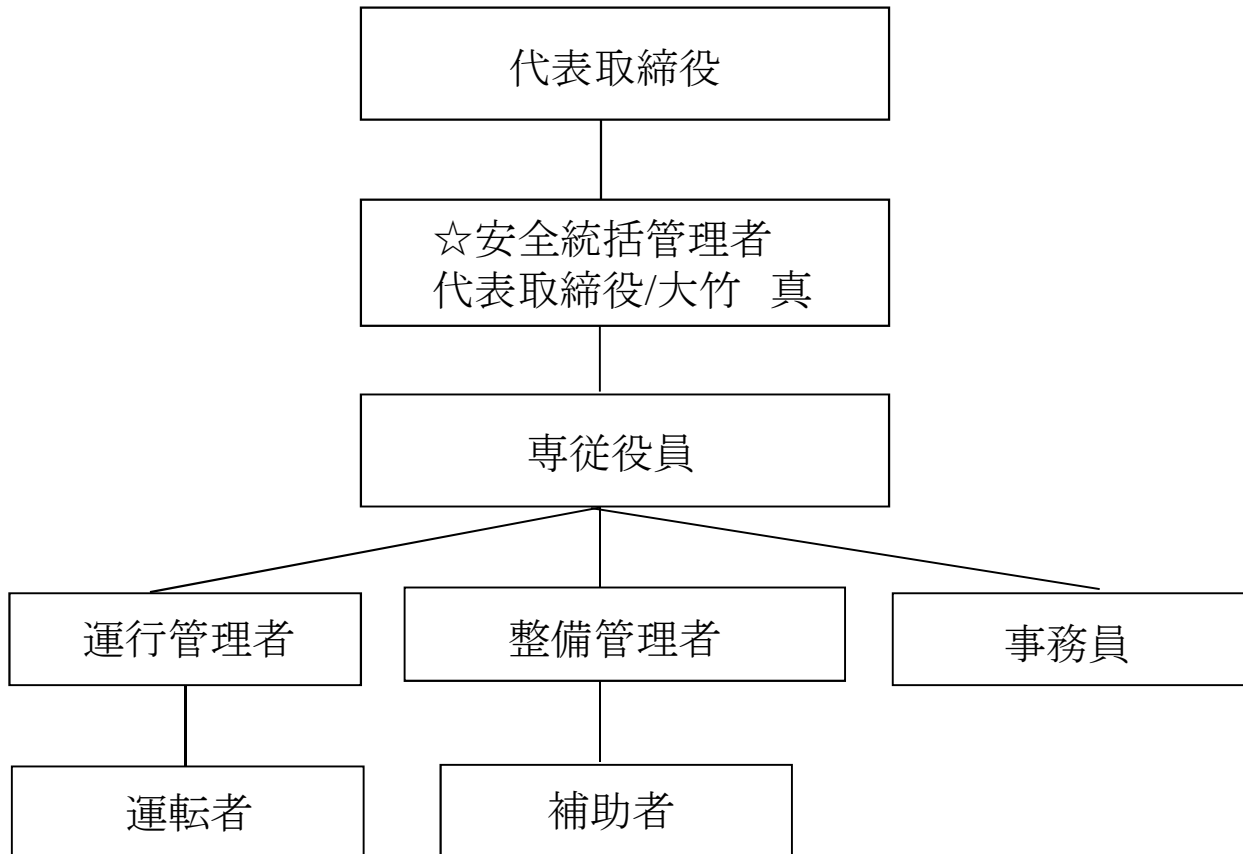 代表取締役
☆安全統括管理者
代表取締役/大竹　真
専従役員
運行管理者
整備管理者
事務員
運転者
補助者